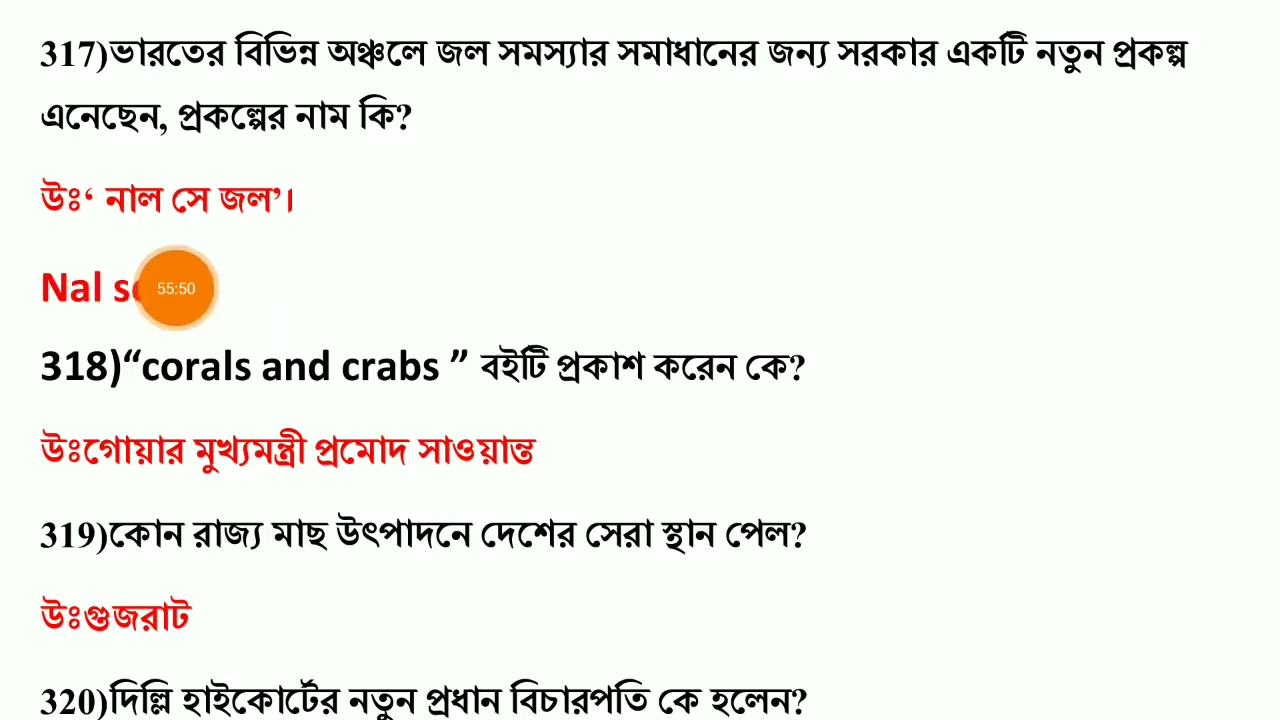 317)ভারতের বিভিন্ন অঞ্চলে জল সমস্যার সমাধানের জন্য সরকার একটি নতুন প্রকল্প
এনেছেন, প্রকল্পের নাম কি?
উঃ‘ নাল সে জল’।
Nal
55:50
318)“corals and crabs ” বইটি প্রকাশ করেন কে?
উঃগোয়ার মুখ্যমন্ত্রী প্রমোদ সাওয়ান্ত
319)কোন রাজ্য মাছ উৎপাদনে দেশের সেরা স্থান পেল?
উঃগুজরাট
320)দিল্লি হাইকোর্টের নতুন প্রধান বিচারপতি কে হলেন?